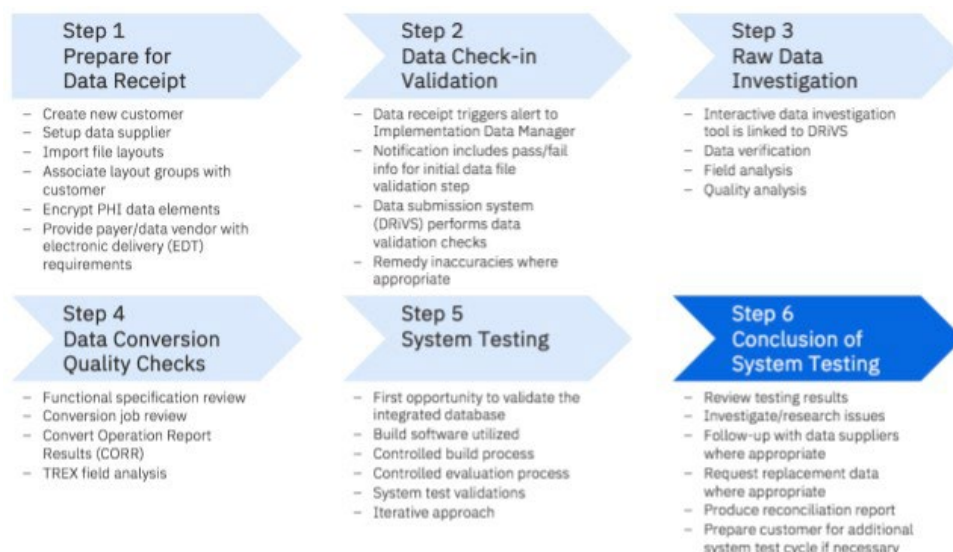 Step 1
Prepare for
Data Receipt
– Create new customer
– Setup data supplier
– Import file layouts
– Associate layout groups with
customer
– Encrypt PHI data elements
– Provide payer/data vendor with
electronic delivery (EDT)
requirements
Step 2
Data Check-in
Validation
– Data receipt triggers alert to
Implementation Data Manager
– Notification includes pass/fail
info for initial data file
validation step
– Data submission system
(DRiVS) performs data
validation checks
– Remedy inaccuracies where
appropriate
Step 3
Raw Data
Investigation
– Interactive data investigation
tool is linked to DRiVS
– Data verification
– Field analysis
– Quality analysis
Step 4
Data Conversion
Quality Checks
– Functional specification review
– Conversion job review
– Convert Operation Report
Results (CORR)
– TREX field analysis
Step 5
System Testing
– First opportunity to validate the
integrated database
– Build software utilized
– Controlled build process
– Controlled evaluation process
– System test validations
– Iterative approach
Step 6
Conclusion of
System Testing
– Review testing results
– Investigate/research issues
– Follow-up with data suppliers
where appropriate
– Request replacement data
where appropriate
– Produce reconciliation report
– Prepare customer for additional
system test cycle if necessary